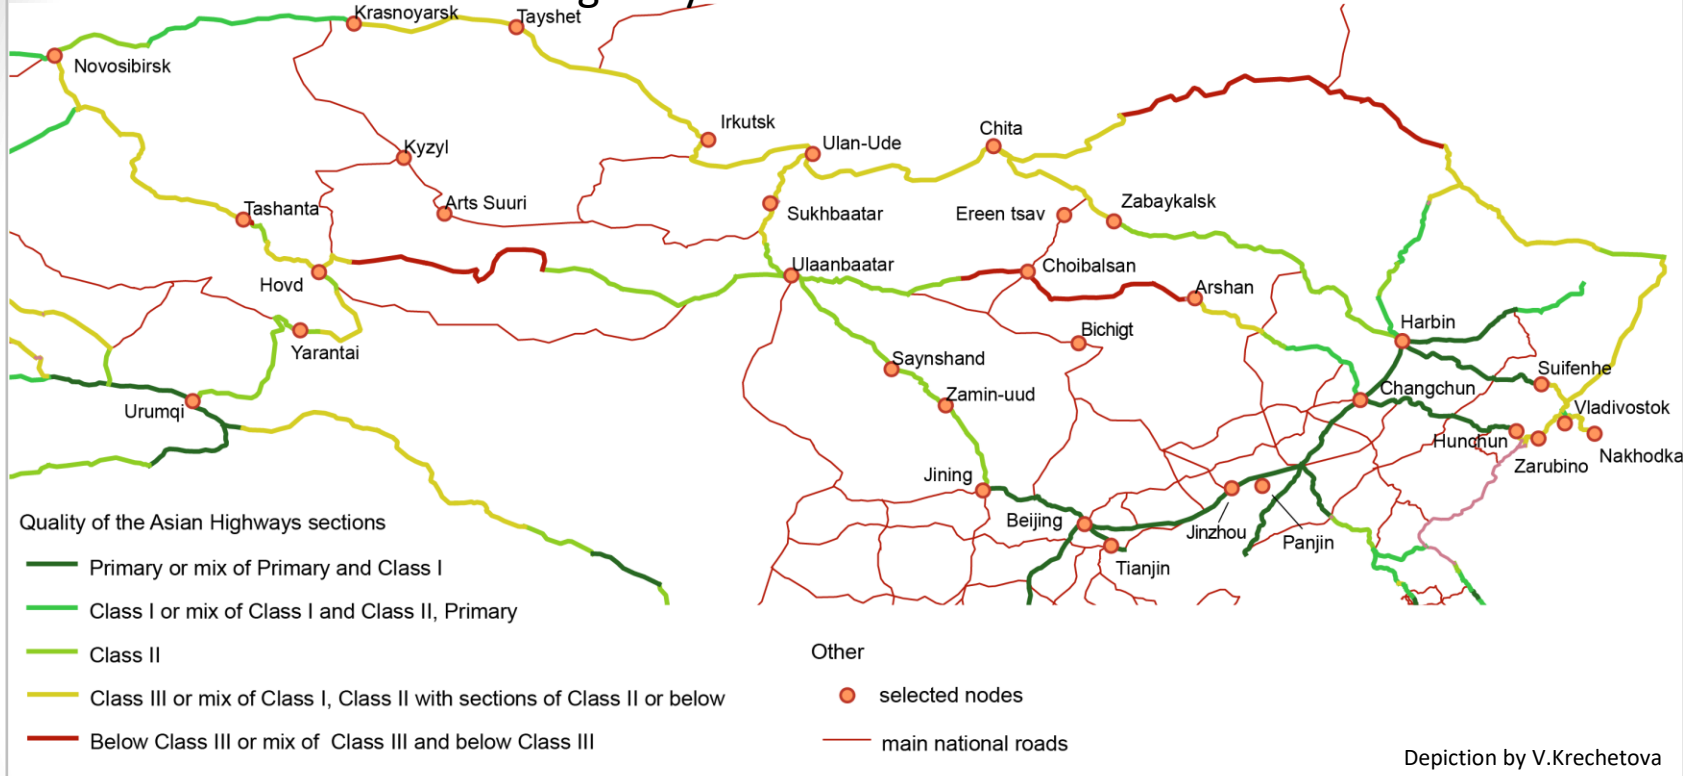 Krasnoyarsk
Tayshet
Novosibirsk
Irkutsk
Chita
Ulan-Ude
Kyzyl
Tashanta
Arts Suuri
Sukhbaatar
Ereen tsav
Zabaykalsk
Hovd
Ulaanbaatar
Choibalsan
Arshan
Yarantai
Bichigt
Harbin
Saynshand
Suifenhe
Zamin-uud
Changchun
Urumqi
Vladivostok
Hunchun
Nakhodka
Zarubino
Jining
Beijing
Jinzhou
Panjin
Tianjin
Quality of the Asian Highways sections
Primary or mix of Primary and Class I
Class I or mix of Class I and Class II, Primary
Class II
Class III or mix of Class I, Class II with sections of Class II or below
Below Class III or mix of Class III and below Class III
Other
selected nodes
main national roads
Depiction by V.Krechetova